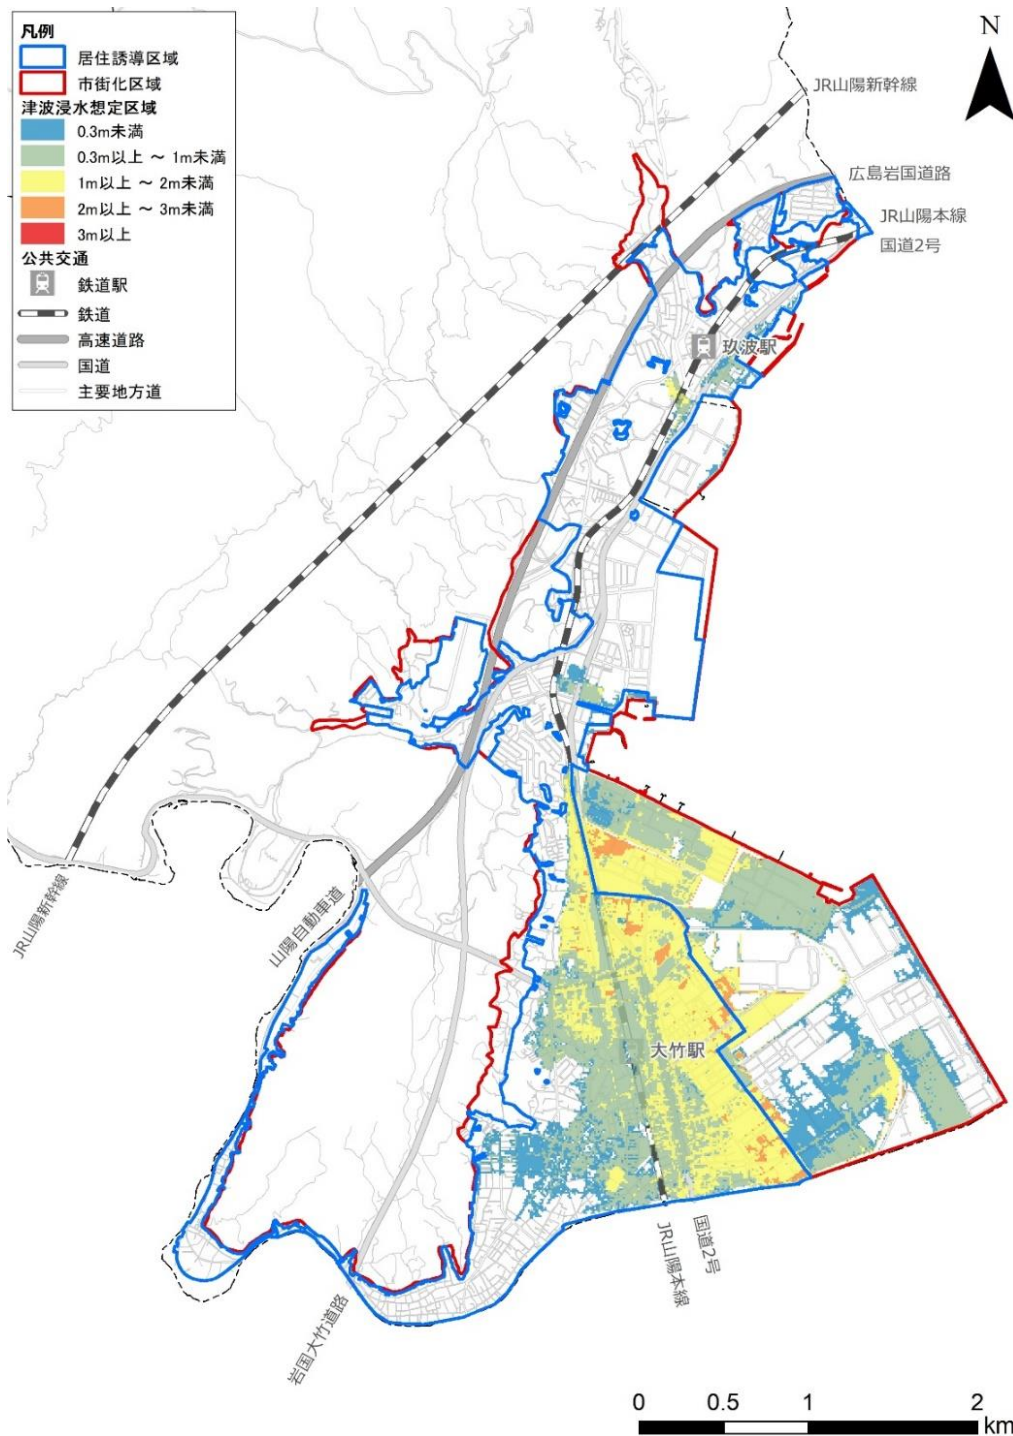 凡例
居住誘導区域
市街化区域
津波浸水想定区域
0.3m未満
0.3m以上 ～ 1m未満
1m以上 ～ 2m未満
2m以上 ～ 3m未満
3m以上
公共交通
鉄道駅
鉄道
高速道路
国道
主要地方道
N
JR山陽新幹線
広島岩国道路
JR山陽本線
国道2号
玖波駅
JR山陽新幹線
山陽自動車道
大竹駅
岩国大竹道路
JR山陽本線
国道2号
0 0.5 1 2
km